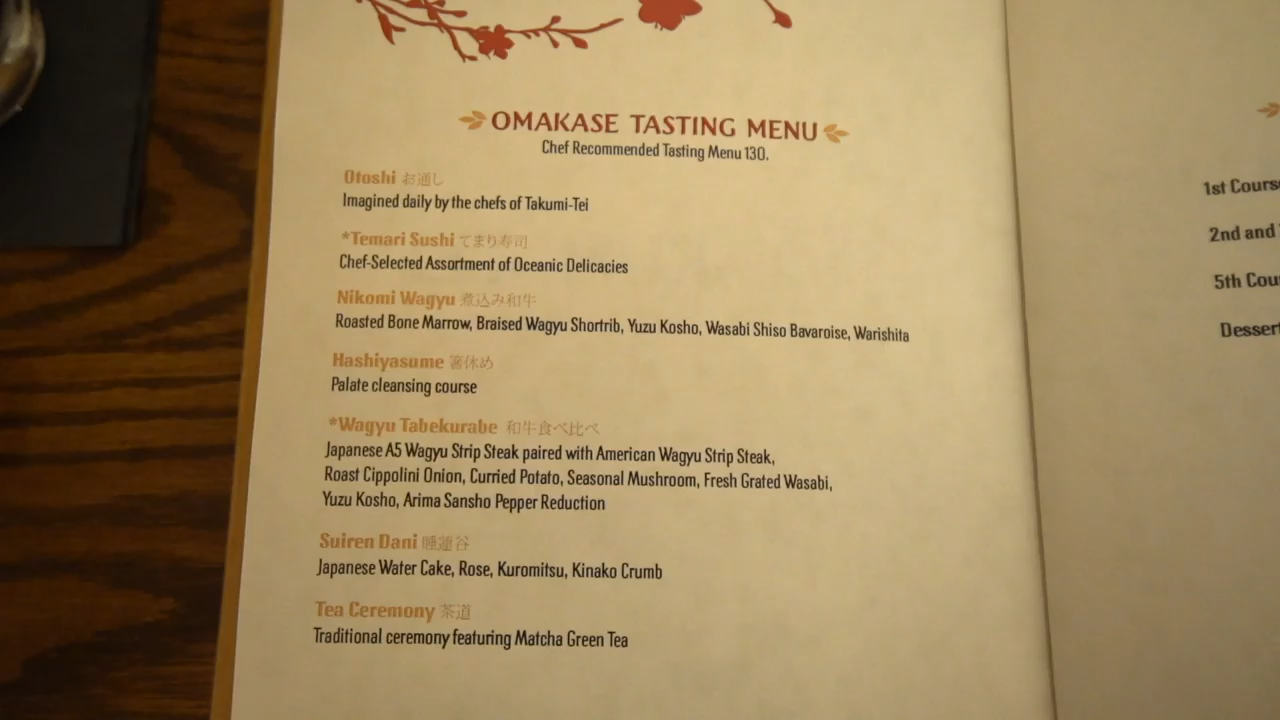 OMAKASE TASTING MENU
Chef Recommended Tasting Menu 130.
Otoshi お通し
Imagined daily by the chefs of Takumi-Tei
*Temari Sushi てまり寿司
Chef-Selected Assortment of Oceanic Delicacies
Nikomi Wagyu 煮込み和牛
Roasted Bone Marrow, Braised Wagyu Shortrib, Yuzu Kosho, Wasabi Shiso Bavaroise, Warishita
Hashiyasume 箸休め
Palate cleansing course
*Wagyu Tabekurabe 和牛食べ比べ
Japanese A5 Wagyu Strip Steak paired with American Wagyu Strip Steak,
Roast Cippolini Onion, Curried Potato, Seasonal Mushroom, Fresh Grated Wasabi,
Yuzu Kosho, Arima Sansho Pepper Reduction
Suiren Dani 睡蓮谷
Japanese Water Cake, Rose, Kuromitsu, Kinako Crumb
Tea Ceremony 茶道
Traditional ceremony featuring Matcha Green Tea
1st Course
2nd and
5th Cou
Dessert